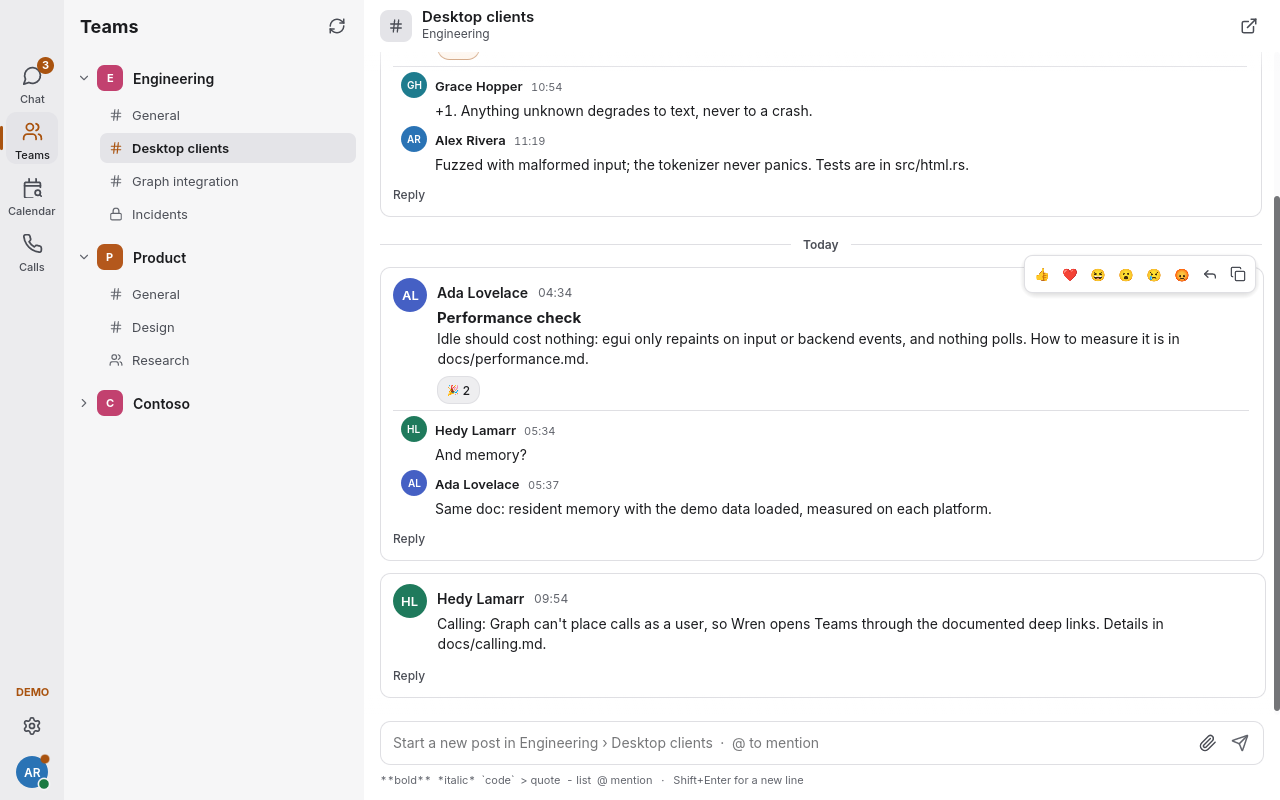 Teams
3
Chat
Teams
Calendar
Calls
DEMO
AR
E Engineering
General
Desktop clients
Graph integration
Incidents
P Product
General
Design
Research
C Contoso
Desktop clients
Engineering
GH Grace Hopper 10:54
+1. Anything unknown degrades to text, never to a crash.
AR Alex Rivera 11:19
Fuzzed with malformed input; the tokenizer never panics. Tests are in src/html.rs.
Reply
Today
AL Ada Lovelace 04:34
Performance check
Idle should cost nothing: egui only repaints on input or backend events, and nothing polls. How to measure it is in
docs/performance.md.
🎉 2
HL Hedy Lamarr 05:34
And memory?
AL Ada Lovelace 05:37
Same doc: resident memory with the demo data loaded, measured on each platform.
Reply
HL Hedy Lamarr 09:54
Calling: Graph can't place calls as a user, so Wren opens Teams through the documented deep links. Details in
docs/calling.md.
Reply
Start a new post in Engineering › Desktop clients · @ to mention
**bold** *italic* `code` > quote - list @ mention · Shift+Enter for a new line